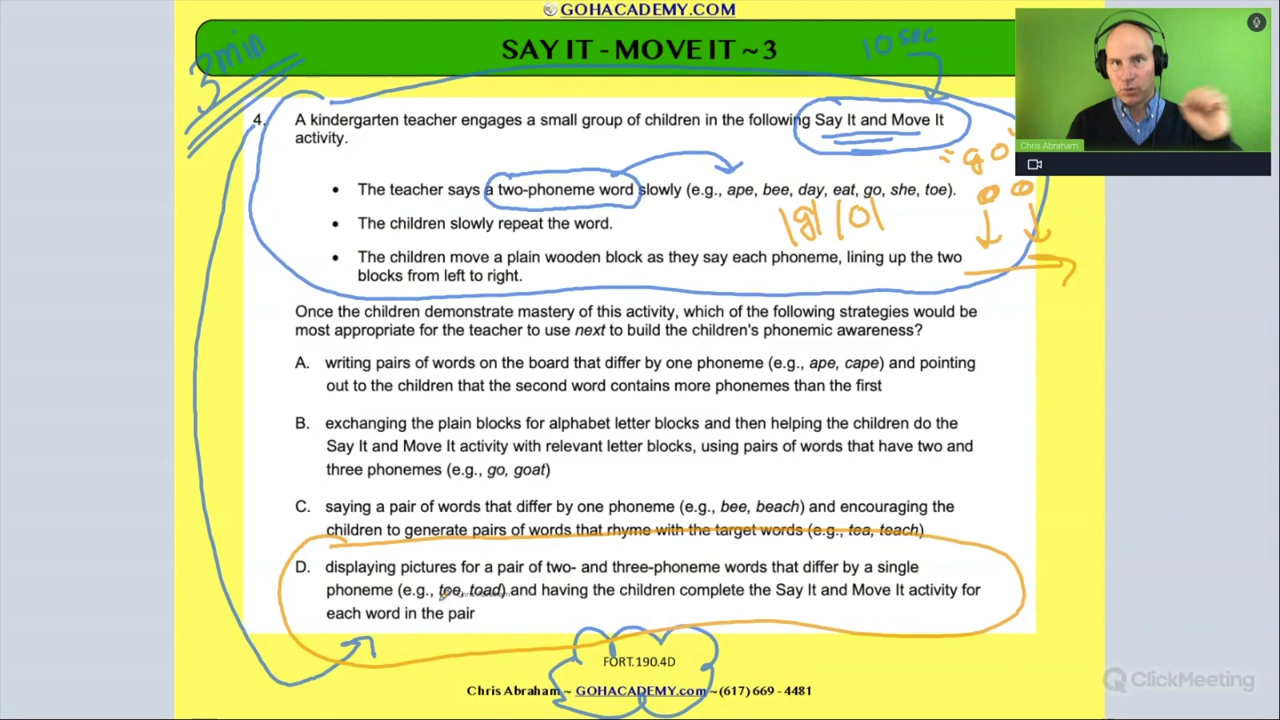 GOHACADEMY.COM
SAY IT - MOVE IT ~ 3
3 min
10 sec
Chris Abraham
4. A kindergarten teacher engages a small group of children in the following Say It and Move It
activity.
"go"
• The teacher says a two-phoneme word slowly (e.g., ape, bee, day, eat, go, she, toe).
/g/ /o/
• The children slowly repeat the word.
• The children move a plain wooden block as they say each phoneme, lining up the two
blocks from left to right.
Once the children demonstrate mastery of this activity, which of the following strategies would be
most appropriate for the teacher to use next to build the children's phonemic awareness?
A. writing pairs of words on the board that differ by one phoneme (e.g., ape, cape) and pointing
out to the children that the second word contains more phonemes than the first
B. exchanging the plain blocks for alphabet letter blocks and then helping the children do the
Say It and Move It activity with relevant letter blocks, using pairs of words that have two and
three phonemes (e.g., go, goat)
C. saying a pair of words that differ by one phoneme (e.g., bee, beach) and encouraging the
children to generate pairs of words that rhyme with the target words (e.g., tea, teach)
D. displaying pictures for a pair of two- and three-phoneme words that differ by a single
phoneme (e.g., toe, toad) and having the children complete the Say It and Move It activity for
each word in the pair
Chris Abraham
FORT.190.4D
Chris Abraham ~ GOHACADEMY.com ~ (617) 669 - 4481
ClickMeeting